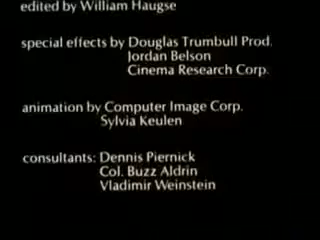 edited by William Haugse
special effects by Douglas Trumbull Prod.
Jordan Belson
Cinema Research Corp.
animation by Computer Image Corp.
Sylvia Keulen
consultants: Dennis Piernick
Col. Buzz Aldrin
Vladimir Weinstein